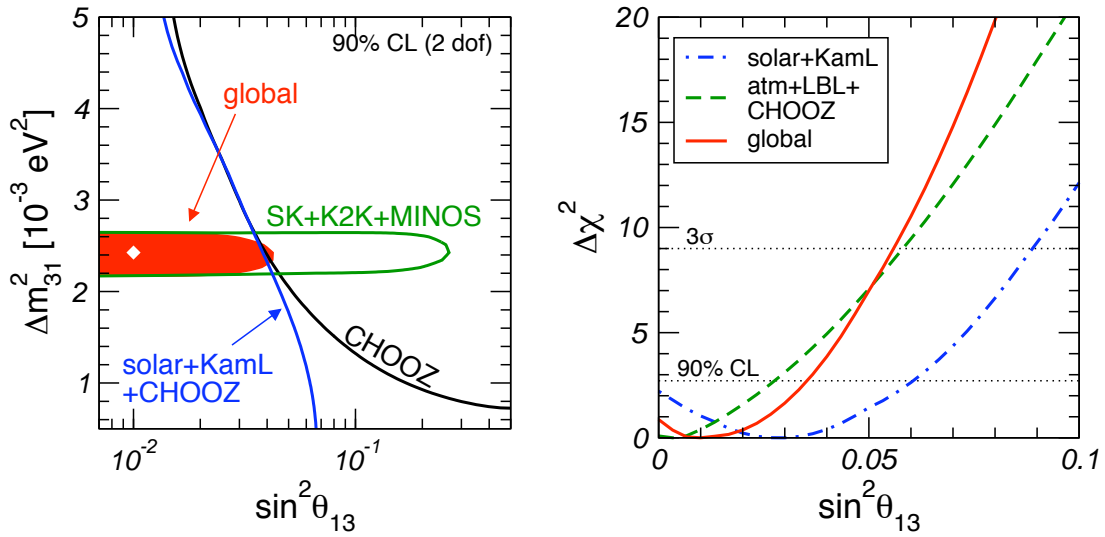 90% CL (2 dof)
global
SK+K2K+MINOS
CHOOZ
solar+KamL
+CHOOZ
Δm²₃₁ [10⁻³ eV²]
5
4
3
2
1
10⁻²
10⁻¹
sin²θ₁₃
solar+KamL
atm+LBL+
CHOOZ
global
3σ
90% CL
Δχ²
20
15
10
5
0
0
0.05
0.1
sin²θ₁₃